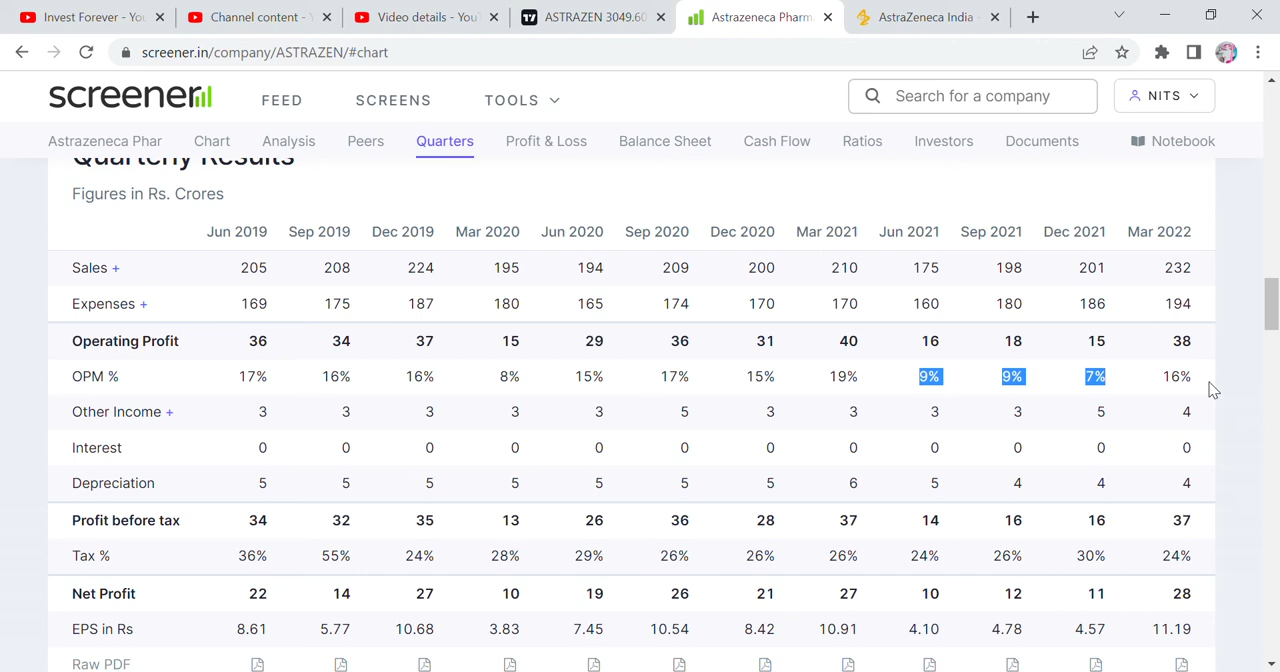 Invest Forever - You
Channel content -
Video details - YouT
ASTRAZEN 3049.60
Astrazeneca Pharm
AstraZeneca India -
screener.in/company/ASTRAZEN/#chart
screener
FEED
SCREENS
TOOLS
Search for a company
NITS
Astrazeneca Phar Chart Analysis Peers Quarters Profit & Loss Balance Sheet Cash Flow Ratios Investors Documents Notebook
Quarterly Results
Figures in Rs. Crores
Jun 2019 Sep 2019 Dec 2019 Mar 2020 Jun 2020 Sep 2020 Dec 2020 Mar 2021 Jun 2021 Sep 2021 Dec 2021 Mar 2022
Sales + 205 208 224 195 194 209 200 210 175 198 201 232
Expenses + 169 175 187 180 165 174 170 170 160 180 186 194
Operating Profit 36 34 37 15 29 36 31 40 16 18 15 38
OPM % 17% 16% 16% 8% 15% 17% 15% 19% 9% 9% 7% 16%
Other Income + 3 3 3 3 3 5 3 3 3 3 5 4
Interest 0 0 0 0 0 0 0 0 0 0 0 0
Depreciation 5 5 5 5 5 5 5 6 5 4 4 4
Profit before tax 34 32 35 13 26 36 28 37 14 16 16 37
Tax % 36% 55% 24% 28% 29% 26% 26% 26% 24% 26% 30% 24%
Net Profit 22 14 27 10 19 26 21 27 10 12 11 28
EPS in Rs 8.61 5.77 10.68 3.83 7.45 10.54 8.42 10.91 4.10 4.78 4.57 11.19
Raw PDF